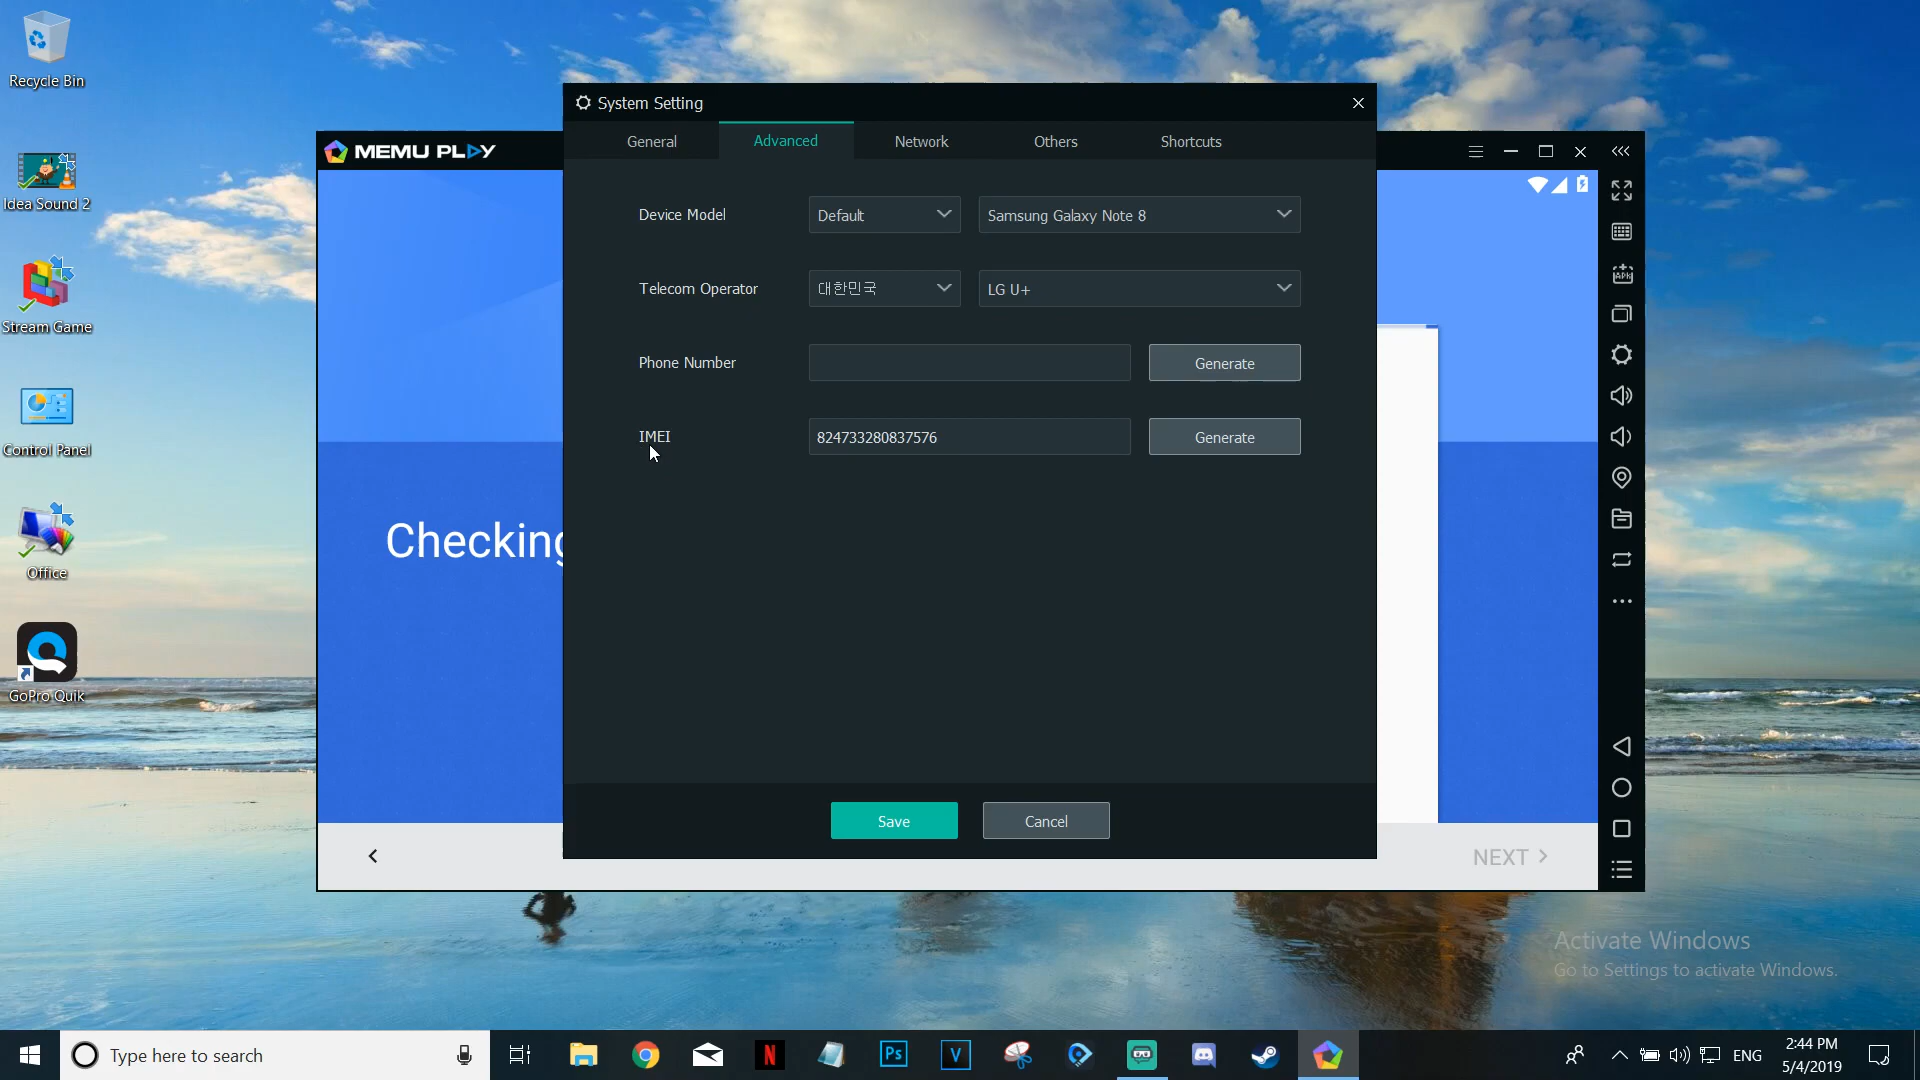 Recycle Bin
Idea Sound 2
Stream Game
Control Panel
Office
GoPro Quik
MEMU PLAY
System Setting
General
Advanced
Network
Others
Shortcuts
Device Model
Default
Samsung Galaxy Note 8
Telecom Operator
대한민국
LG U+
Phone Number
Generate
IMEI
824733280837576
Generate
Checking
Save
Cancel
NEXT
APK
Activate Windows
Go to Settings to activate Windows.
Type here to search
N
Ps
V
ENG
2:44 PM
5/4/2019